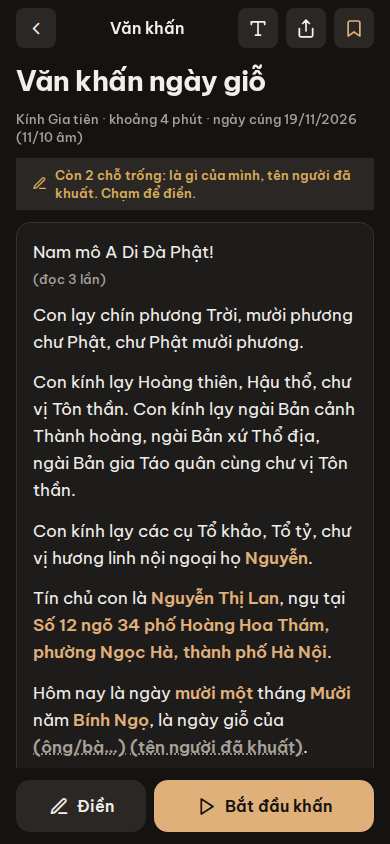 Văn khấn
Văn khấn ngày giỗ
Kính Gia tiên · khoảng 4 phút · ngày cúng 19/11/2026
(11/10 âm)
Còn 2 chỗ trống: là gì của mình, tên người đã
khuất. Chạm để điền.
Nam mô A Di Đà Phật!
(đọc 3 lần)
Con lạy chín phương Trời, mười phương
chư Phật, chư Phật mười phương.
Con kính lạy Hoàng thiên, Hậu thổ, chư
vị Tôn thần. Con kính lạy ngài Bản cảnh
Thành hoàng, ngài Bản xứ Thổ địa,
ngài Bản gia Táo quân cùng chư vị Tôn
thần.
Con kính lạy các cụ Tổ khảo, Tổ tỷ, chư
vị hương linh nội ngoại họ Nguyễn.
Tín chủ con là Nguyễn Thị Lan, ngụ tại
Số 12 ngõ 34 phố Hoàng Hoa Thám,
phường Ngọc Hà, thành phố Hà Nội.
Hôm nay là ngày mười một tháng Mười
năm Bính Ngọ, là ngày giỗ của
(ông/bà...) (tên người đã khuất).
Điền
Bắt đầu khấn